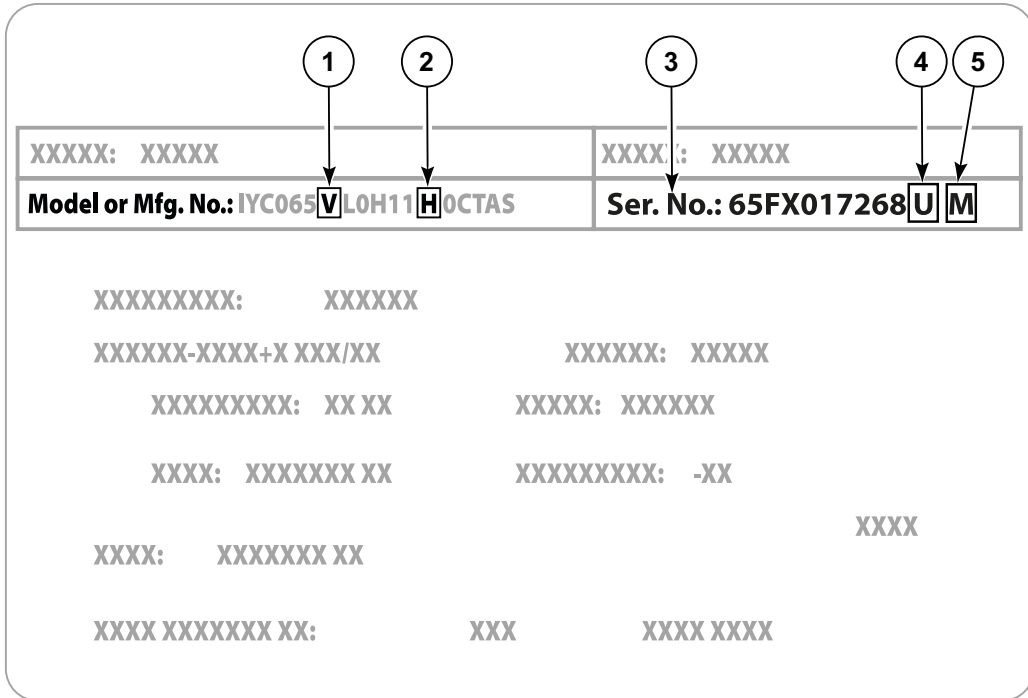 1 2 3 4 5
XXXXX: XXXXX XXXXX: XXXXX
Model or Mfg. No.: IYC065VL0H11H0CTAS Ser. No.: 65FX017268U M
XXXXXXXXX: XXXXXX
XXXXXX-XXXX+X XXX/XX XXXXXX: XXXXX
XXXXXXXXX: XX XX XXXXX: XXXXXX
XXXX: XXXXXXX XX XXXXXXXXX: -XX
XXXX
XXXX: XXXXXXX XX
XXXX XXXXXXX XX: XXX XXXX XXXX